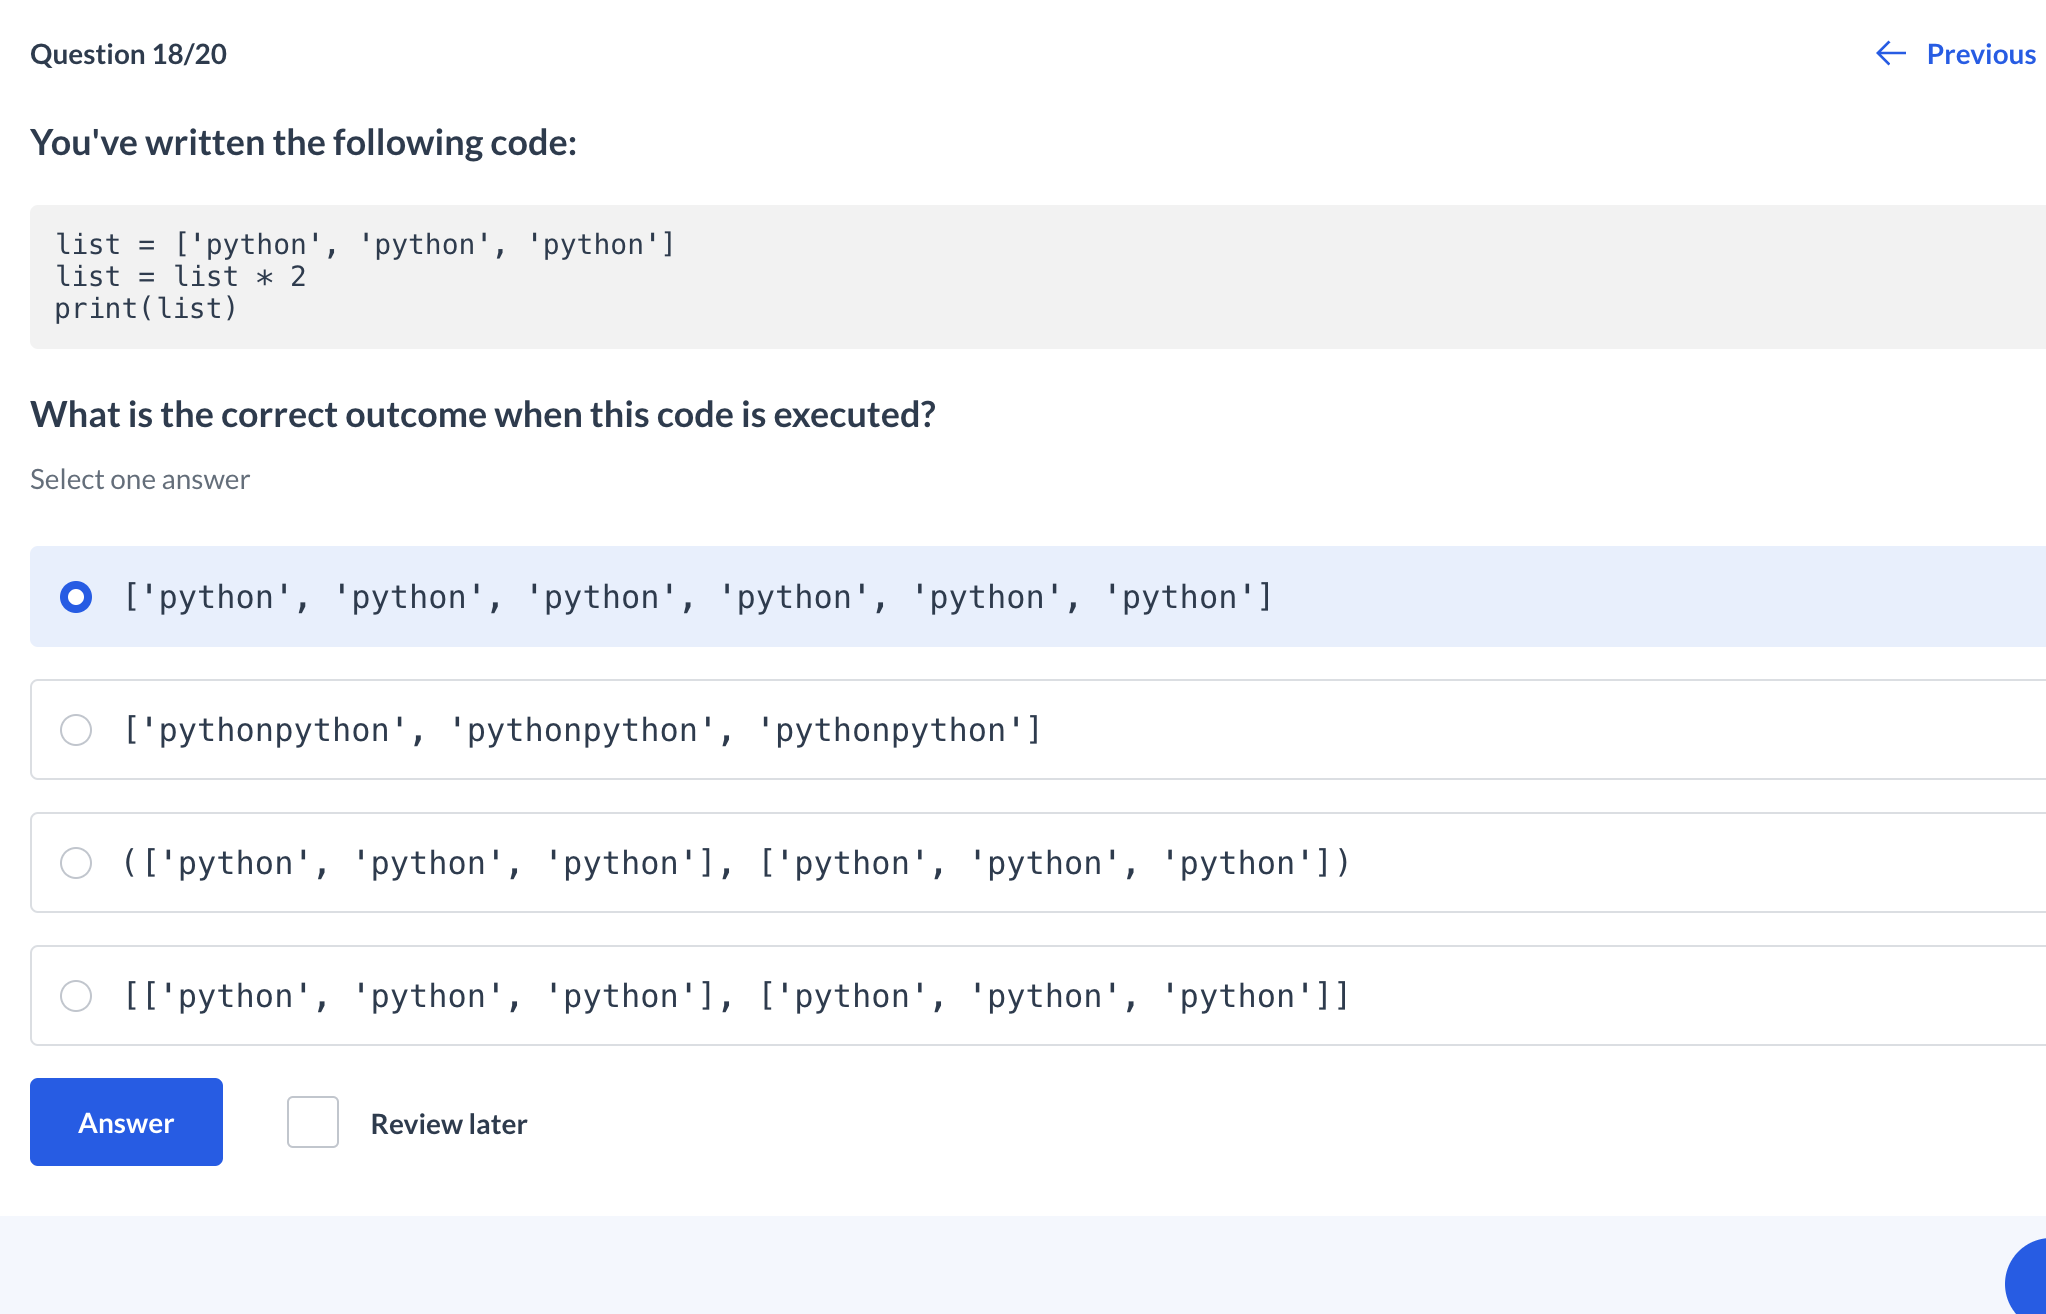 Question 18/20
Previous
You've written the following code:
list = ['python', 'python', 'python']
list = list * 2
print(list)
What is the correct outcome when this code is executed?
Select one answer
['python', 'python', 'python', 'python', 'python', 'python']
['pythonpython', 'pythonpython', 'pythonpython']
(['python', 'python', 'python'], ['python', 'python', 'python'])
[['python', 'python', 'python'], ['python', 'python', 'python']]
Answer
Review later